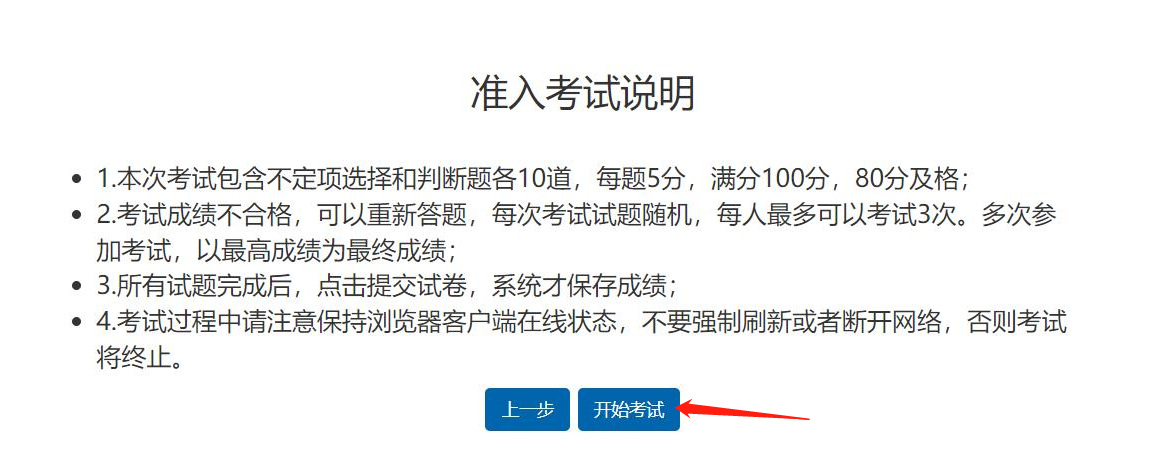 准入考试说明
1.本次考试包含不定项选择和判断题各10道，每题5分，满分100分，80分及格；
2.考试成绩不合格，可以重新答题，每次考试试题随机，每人最多可以考试3次。多次参
加考试，以最高成绩为最终成绩；
3.所有试题完成后，点击提交试卷，系统才保存成绩；
4.考试过程中请注意保持浏览器客户端在线状态，不要强制刷新或者断开网络，否则考试
将终止。
上一步 开始考试